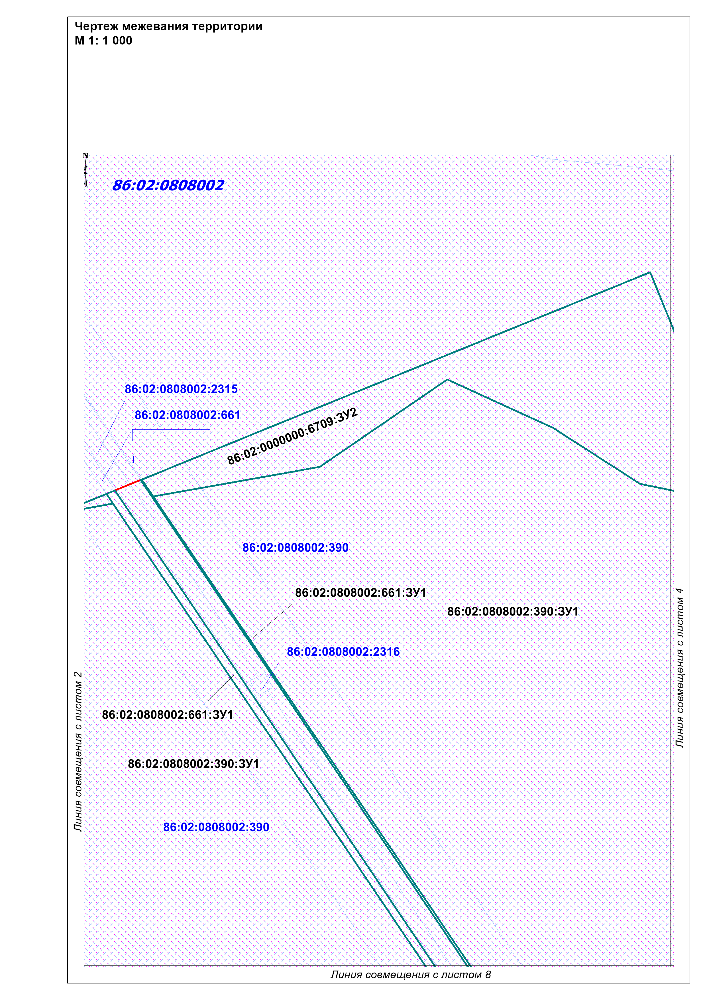 Чертеж межевания территории
М 1: 1 000
N
86:02:0808002
86:02:0808002:2315
86:02:0808002:661
86:02:0000000:6709:ЗУ2
86:02:0808002:390
86:02:0808002:661:ЗУ1
86:02:0808002:390:ЗУ1
86:02:0808002:2316
86:02:0808002:661:ЗУ1
86:02:0808002:390:ЗУ1
86:02:0808002:390
Линия совмещения с листом 2
Линия совмещения с листом 4
Линия совмещения с листом 8